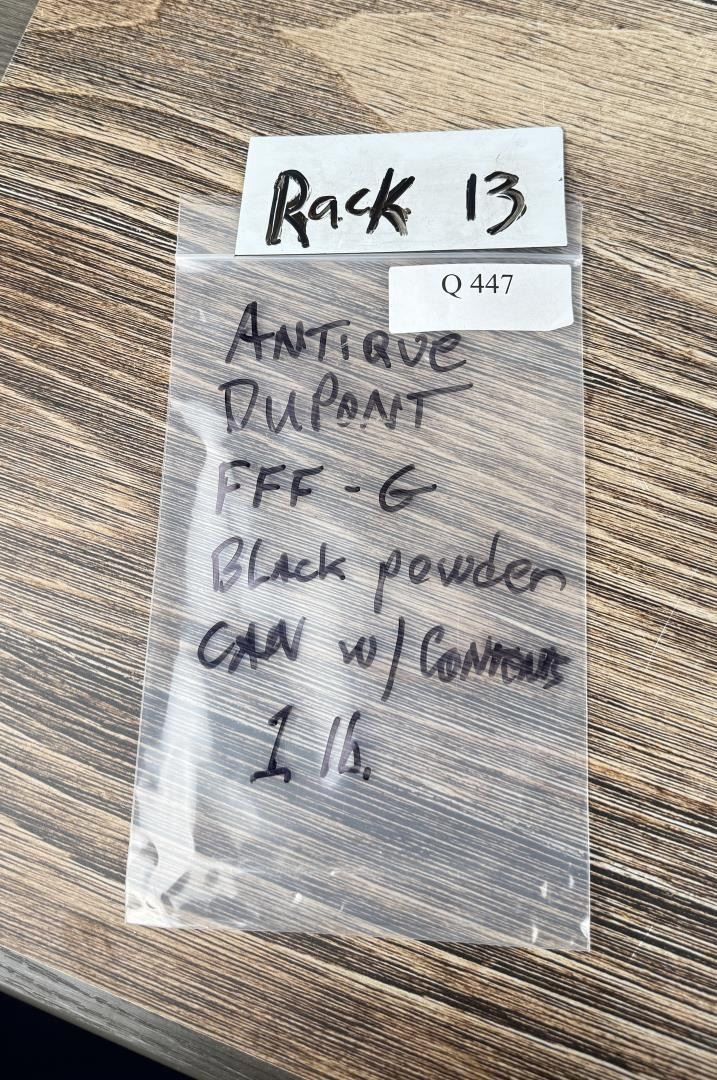 Rack 13
Q 447
ANTIQUE
DUPONT
FFF-G
BLACK powder
CAN w/ CONTENTS
1 lb.